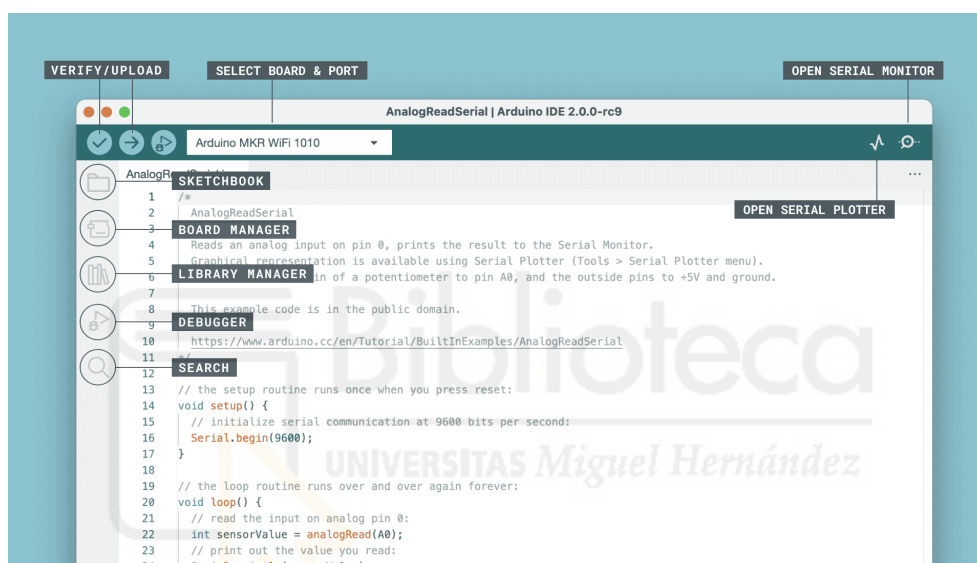 VERIFY/UPLOAD
SELECT BOARD & PORT
OPEN SERIAL MONITOR
AnalogReadSerial | Arduino IDE 2.0.0-rc9
Arduino MKR WiFi 1010
AnalogR
...
SKETCHBOOK
OPEN SERIAL PLOTTER
1 /*
2 AnalogReadSerial
3
BOARD MANAGER
4 Reads an analog input on pin 0, prints the result to the Serial Monitor.
5 Graphical representation is available using Serial Plotter (Tools > Serial Plotter menu).
LIBRARY MANAGER
6 in of a potentiometer to pin A0, and the outside pins to +5V and ground.
7
8 This example code is in the public domain.
DEBUGGER
9
10 https://www.arduino.cc/en/Tutorial/BuiltInExamples/AnalogReadSerial
11 */
SEARCH
12
13 // the setup routine runs once when you press reset:
14 void setup() {
15 // initialize serial communication at 9600 bits per second:
16 Serial.begin(9600);
17 }
18
19 // the loop routine runs over and over again forever:
20 void loop() {
21 // read the input on analog pin 0:
22 int sensorValue = analogRead(A0);
23 // print out the value you read:
Biblioteca
UNIVERSITAS Miguel Hernández